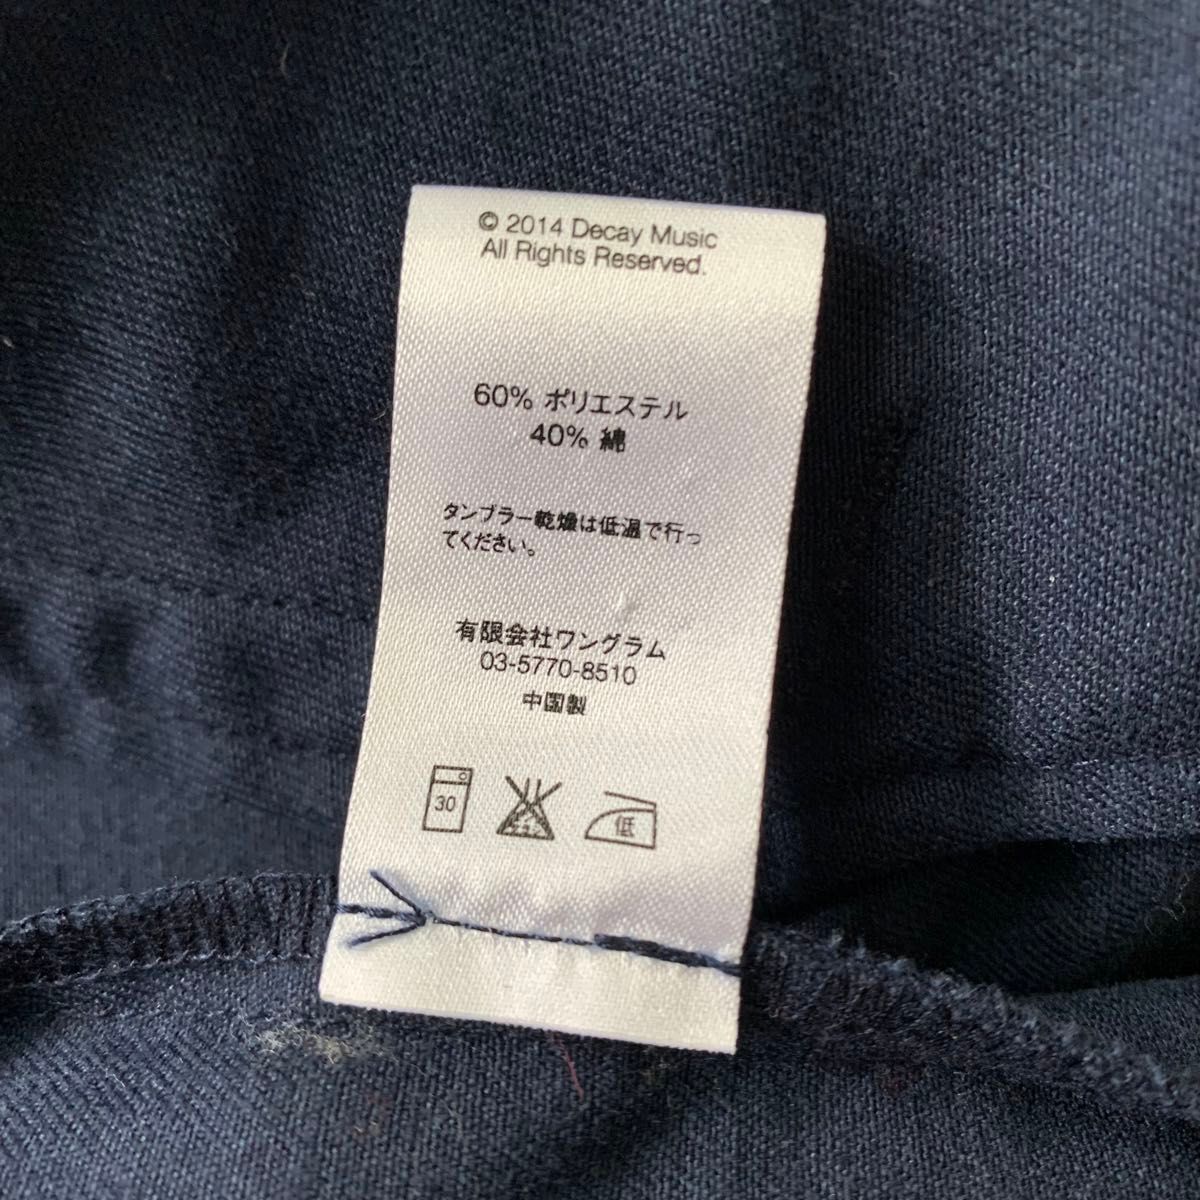 © 2014 Decay Music
All Rights Reserved.
60% ポリエステル
40% 綿
タンブラー乾燥は低温で行っ
てください。
有限会社ワングラム
03-5770-8510
中国製
30
低